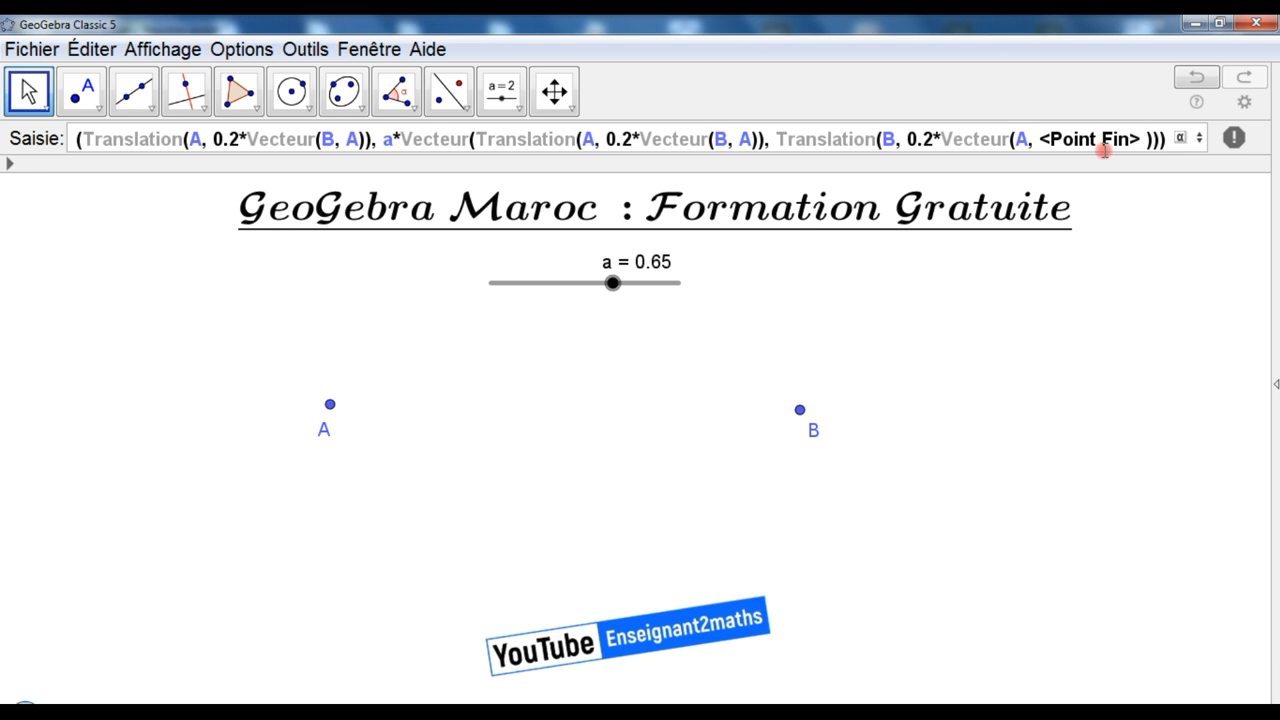 GeoGebra Classic 5
Fichier Éditer Affichage Options Outils Fenêtre Aide
A
α
a=2
Saisie: (Translation(A, 0.2*Vecteur(B, A)), a*Vecteur(Translation(A, 0.2*Vecteur(B, A)), Translation(B, 0.2*Vecteur(A, <Point Fin> ))) α
GeoGebra Maroc : Formation Gratuite
a = 0.65
A
B
YouTube Enseignant2maths